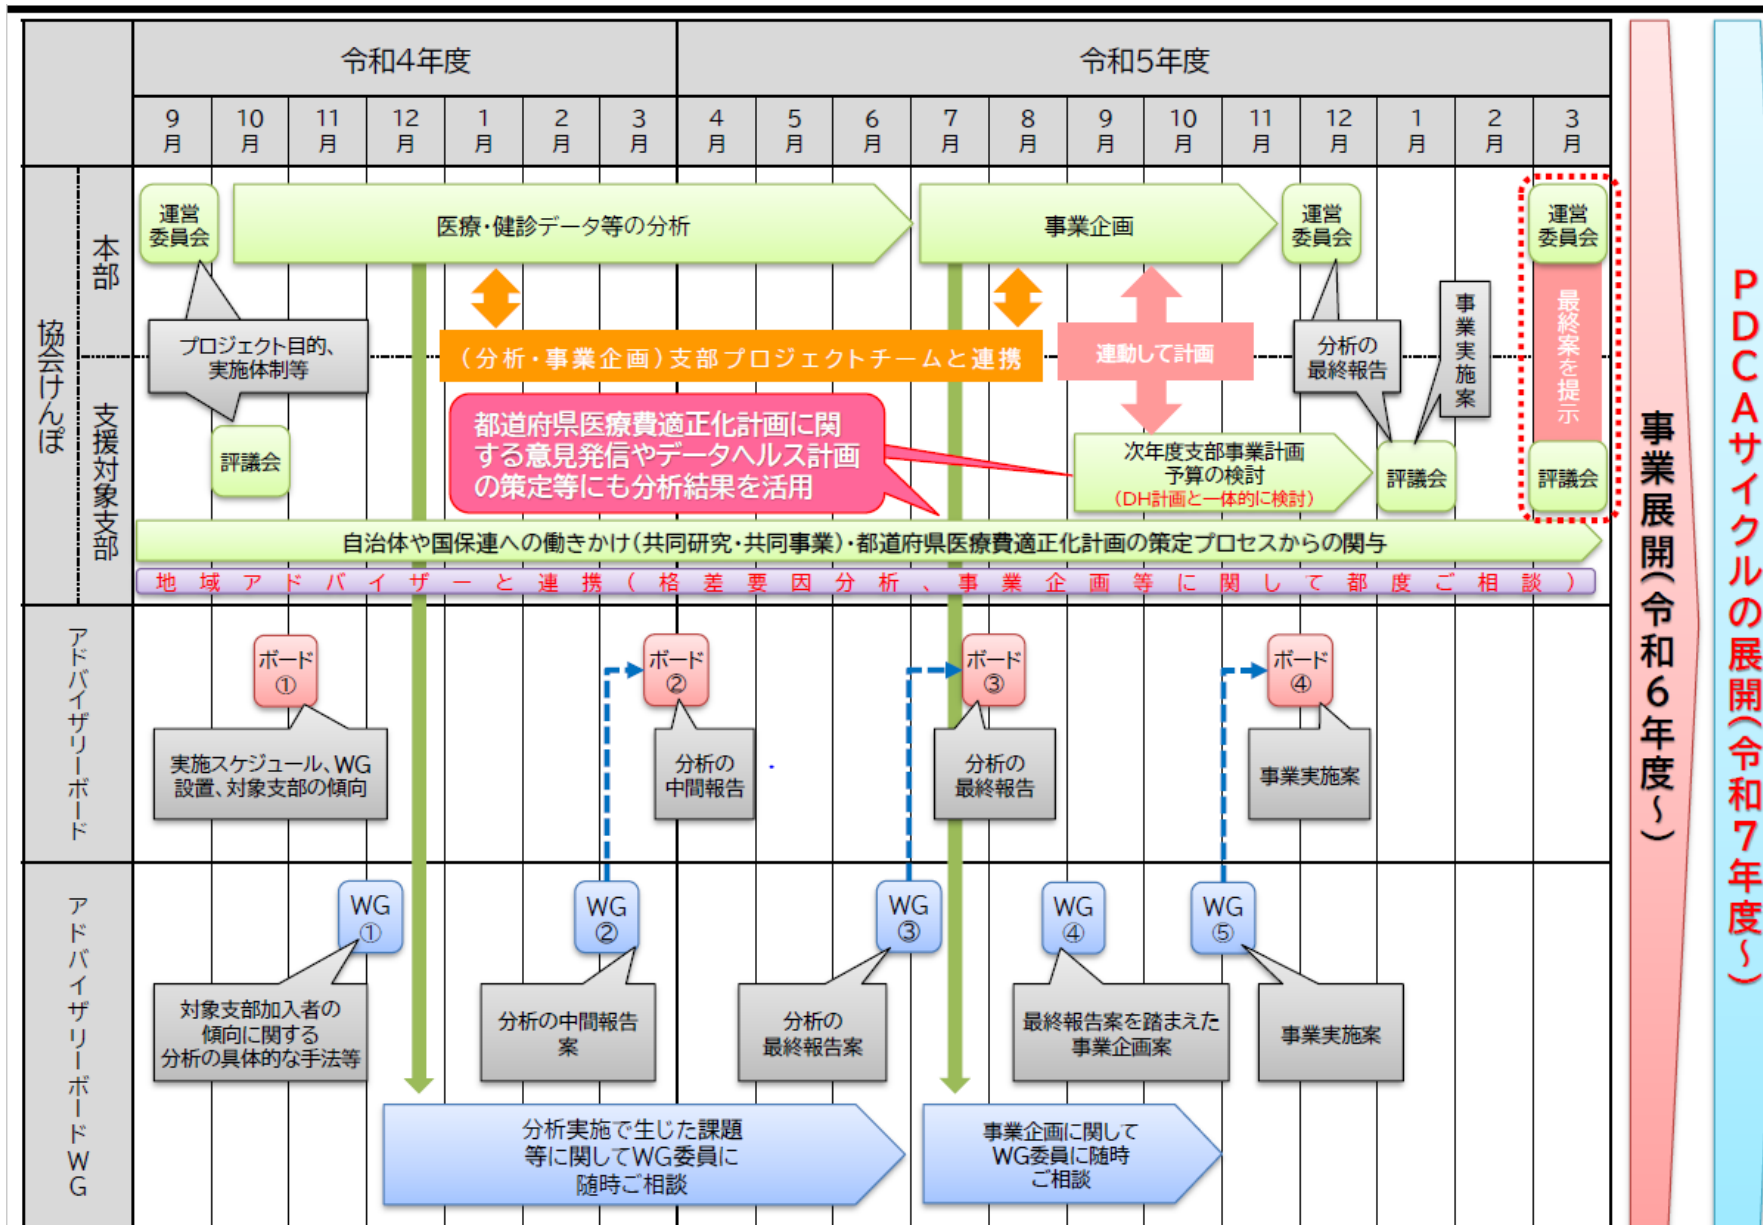 令和4年度
令和5年度
9
月
10
月
11
月
12
月
1
月
2
月
3
月
4
月
5
月
6
月
7
月
8
月
9
月
10
月
11
月
12
月
1
月
2
月
3
月
協会けんぽ
本部
運営
委員会
医療・健診データ等の分析
事業企画
運営
委員会
運営
委員会
プロジェクト目的、
実施体制等
(分析・事業企画)支部プロジェクトチームと連携
連動して計画
分析の
最終報告
事業実施案
最終案を提示
支援対象支部
評議会
都道府県医療費適正化計画に関
する意見発信やデータヘルス計画
の策定等にも分析結果を活用
次年度支部事業計画
予算の検討
(DH計画と一体的に検討)
評議会
評議会
自治体や国保連への働きかけ(共同研究・共同事業)・都道府県医療費適正化計画の策定プロセスからの関与
地域アドバイザーと連携(格差要因分析、事業企画等に関して都度ご相談)
アドバイザリーボード
ボード
①
ボード
②
ボード
③
ボード
④
実施スケジュール、WG
設置、対象支部の傾向
分析の
中間報告
分析の
最終報告
事業実施案
アドバイザリーボードWG
WG
①
WG
②
WG
③
WG
④
WG
⑤
対象支部加入者の
傾向に関する
分析の具体的な手法等
分析の中間報告
案
分析の
最終報告案
最終報告案を踏まえた
事業企画案
事業実施案
分析実施で生じた課題
等に関してWG委員に
随時ご相談
事業企画に関して
WG委員に随時
ご相談
事業展開(令和6年度~)
PDCAサイクルの展開(令和7年度~)